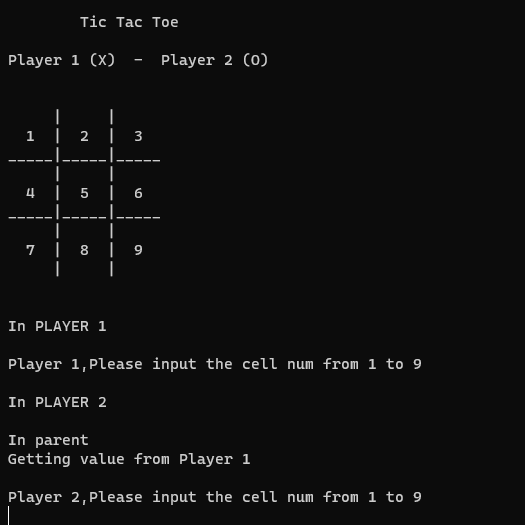 Tic Tac Toe
Player 1 (X)  -  Player 2 (O)
     |     |
  1  |  2  |  3
_____|_____|_____
     |     |
  4  |  5  |  6
_____|_____|_____
     |     |
  7  |  8  |  9
     |     |
In PLAYER 1
Player 1,Please input the cell num from 1 to 9
In PLAYER 2
In parent
Getting value from Player 1
Player 2,Please input the cell num from 1 to 9